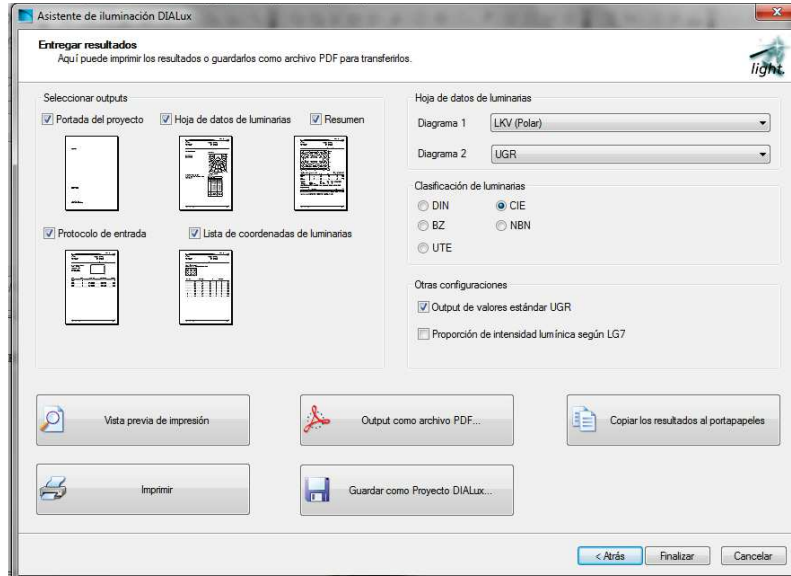 Asistente de iluminación DIALux
Entregar resultados
Aquí puede imprimir los resultados o guardarlos como archivo PDF para transferirlos.
light.
Seleccionar outputs
Portada del proyecto
Hoja de datos de luminarias
Resumen
Protocolo de entrada
Lista de coordenadas de luminarias
Hoja de datos de luminarias
Diagrama 1 LKV (Polar)
Diagrama 2 UGR
Clasificación de luminarias
DIN CIE
BZ NBN
UTE
Otras configuraciones
Output de valores estándar UGR
Proporción de intensidad lumínica según LG7
Vista previa de impresión
Output como archivo PDF...
Copiar los resultados al portapapeles
Imprimir
Guardar como Proyecto DIALux...
< Atrás Finalizar Cancelar